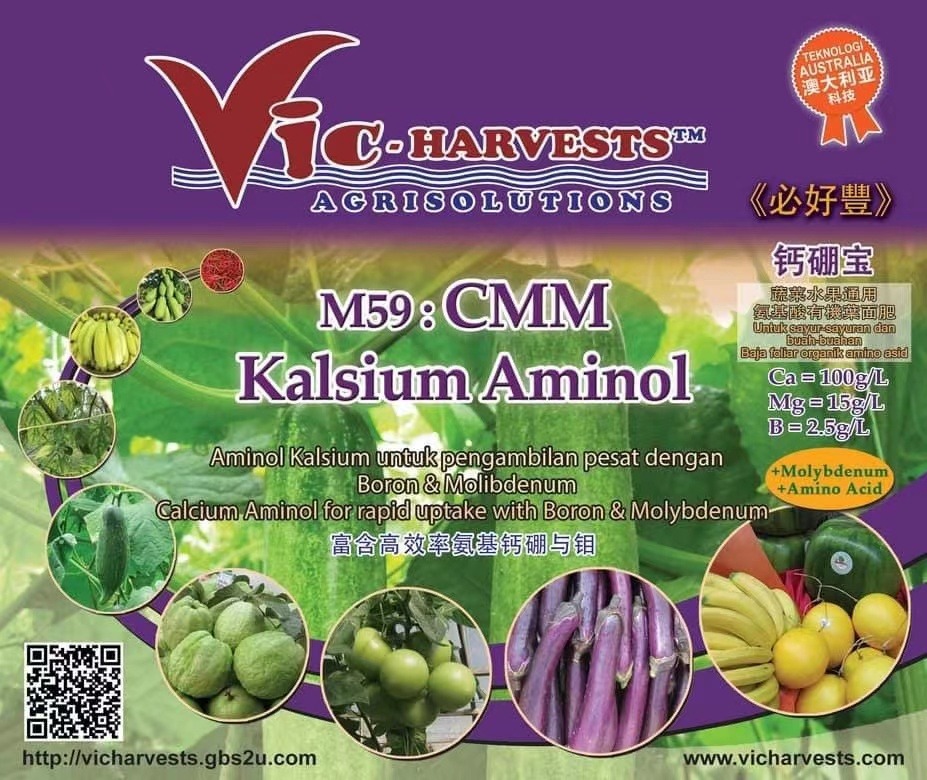 Vic-HARVESTS™
AGRISOLUTIONS
TEKNOLOGI
AUSTRALIA
澳大利亚
科技
《必好豐》
钙硼宝
蔬菜水果通用
氨基酸有機葉面肥
Untuk sayur-sayuran dan
buah-buahan
Baja foliar organik amino asid
Ca = 100g/L
Mg = 15g/L
B = 2.5g/L
+Molybdenum
+Amino Acid
M59 : CMM
Kalsium Aminol
Aminol Kalsium untuk pengambilan pesat dengan
Boron & Molibdenum
Calcium Aminol for rapid uptake with Boron & Molybdenum
富含高效率氨基钙硼与钼
http://vicharvests.gbs2u.com
www.vicharvests.com